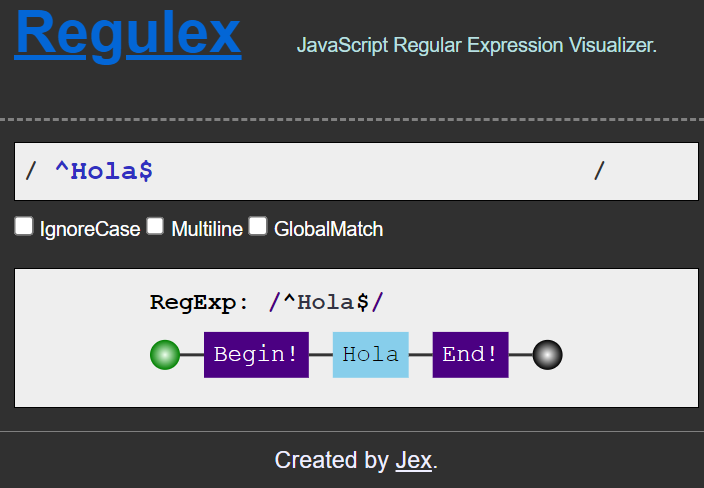 Regulex JavaScript Regular Expression Visualizer.
/ ^Hola$ /
IgnoreCase Multiline GlobalMatch
RegExp: /^Hola$/
Begin! Hola End!
Created by Jex.